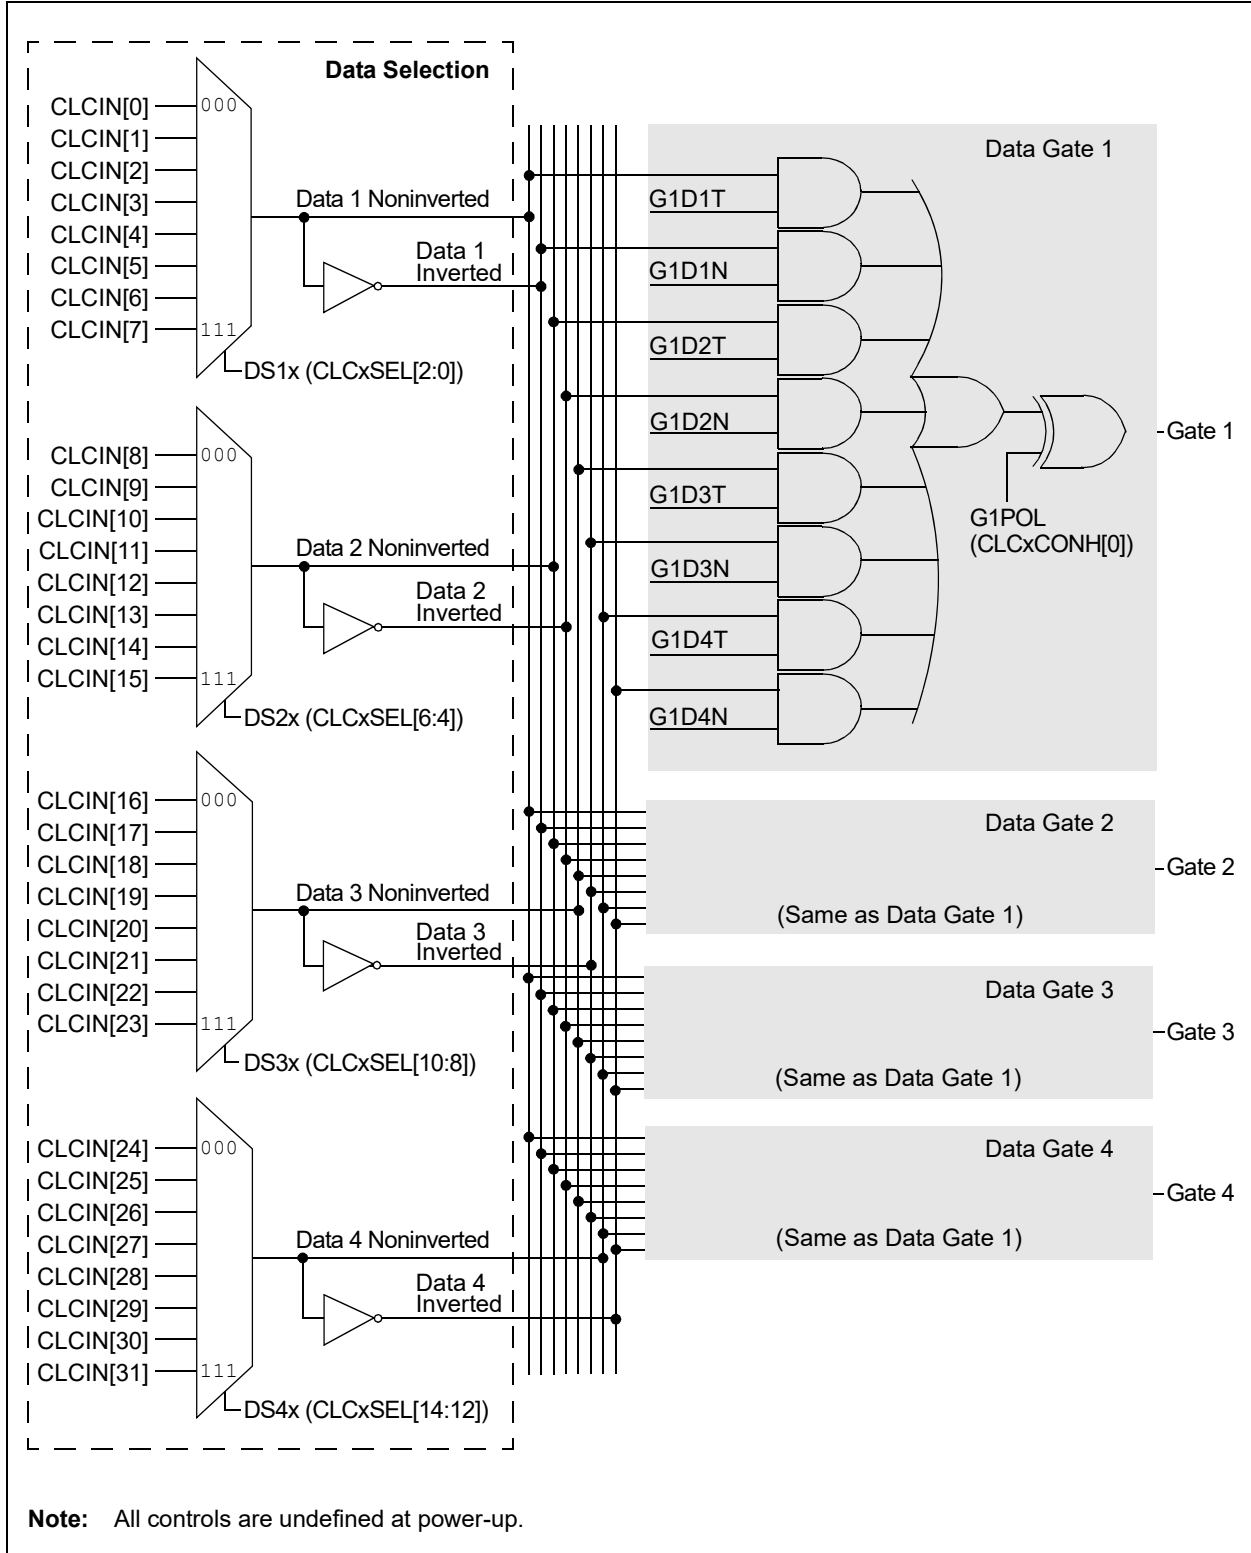 Data Selection
CLCIN[0]
CLCIN[1]
CLCIN[2]
CLCIN[3]
CLCIN[4]
CLCIN[5]
CLCIN[6]
CLCIN[7]
000
111
Data 1 Noninverted
Data 1
Inverted
DS1x (CLCxSEL[2:0])
CLCIN[8]
CLCIN[9]
CLCIN[10]
CLCIN[11]
CLCIN[12]
CLCIN[13]
CLCIN[14]
CLCIN[15]
000
111
Data 2 Noninverted
Data 2
Inverted
DS2x (CLCxSEL[6:4])
CLCIN[16]
CLCIN[17]
CLCIN[18]
CLCIN[19]
CLCIN[20]
CLCIN[21]
CLCIN[22]
CLCIN[23]
000
111
Data 3 Noninverted
Data 3
Inverted
DS3x (CLCxSEL[10:8])
CLCIN[24]
CLCIN[25]
CLCIN[26]
CLCIN[27]
CLCIN[28]
CLCIN[29]
CLCIN[30]
CLCIN[31]
000
111
Data 4 Noninverted
Data 4
Inverted
DS4x (CLCxSEL[14:12])
Data Gate 1
G1D1T
G1D1N
G1D2T
G1D2N
G1D3T
G1D3N
G1D4T
G1D4N
G1POL
(CLCxCONH[0])
Gate 1
Data Gate 2
(Same as Data Gate 1)
Gate 2
Data Gate 3
(Same as Data Gate 1)
Gate 3
Data Gate 4
(Same as Data Gate 1)
Gate 4
Note: All controls are undefined at power-up.